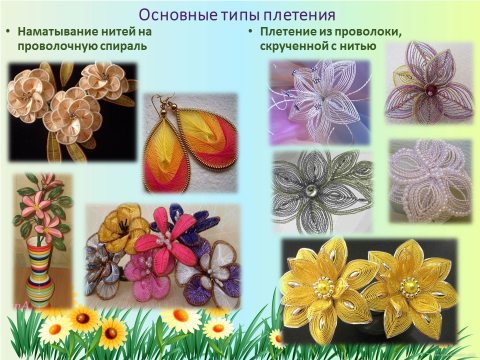 Основные типы плетения
• Наматывание нитей на
проволочную спираль
• Плетение из проволоки,
скрученной с нитью